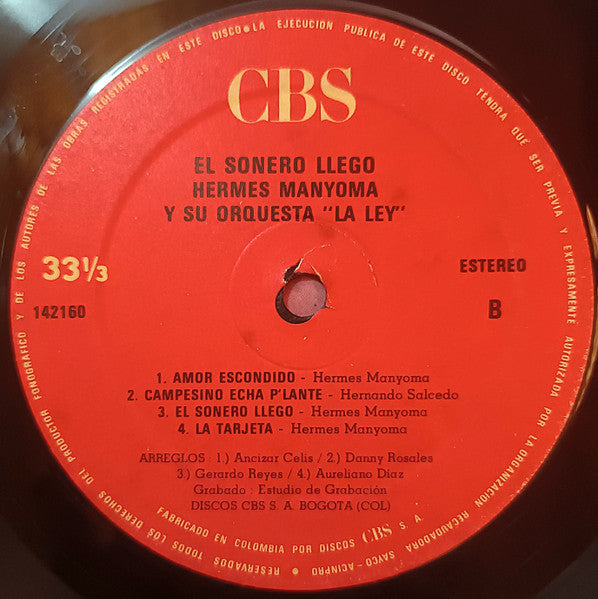 CBS
EL SONERO LLEGO
HERMES MANYOMA
Y SU ORQUESTA "LA LEY"
33⅓
ESTEREO
142160
B
1. AMOR ESCONDIDO - Hermes Manyoma
2. CAMPESINO ECHA P'LANTE - Hernando Salcedo
3. EL SONERO LLEGO - Hermes Manyoma
4. LA TARJETA - Hermes Manyoma
ARREGLOS : 1.) Ancizar Celis / 2.) Danny Rosales
3.) Gerardo Reyes / 4.) Aureliano Díaz
Grabado : Estudio de Grabación
DISCOS CBS S. A. BOGOTA (COL)
FABRICADO EN COLOMBIA POR DISCOS CBS S. A.
RESERVADOS TODOS LOS DERECHOS DEL PRODUCTOR FONOGRAFICO Y DE LOS AUTORES DE LAS OBRAS REGISTRADAS EN ESTE DISCO • LA EJECUCION PUBLICA DE ESTE DISCO TENDRA QUE SER PREVIA Y EXPRESAMENTE AUTORIZADA POR LA ORGANIZACION RECAUDADORA SAYCO - ACINPRO •